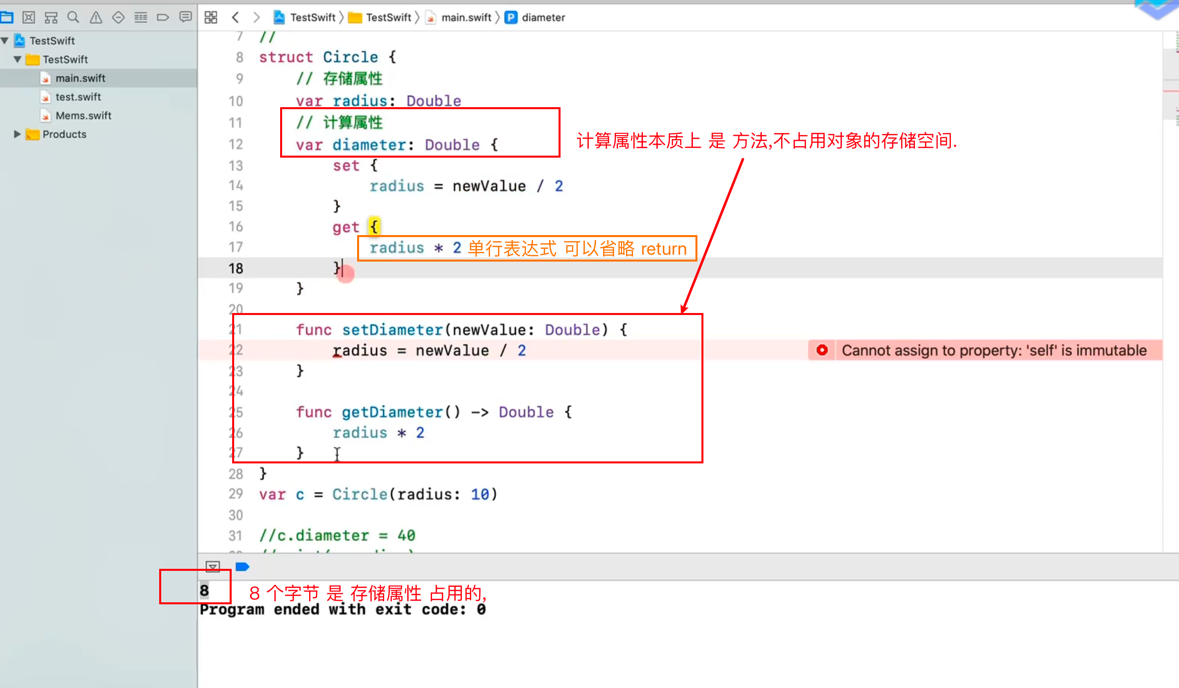 TestSwift 〉 TestSwift 〉 main.swift 〉 P diameter
TestSwift
TestSwift
main.swift
test.swift
Mems.swift
Products
7 //
8 struct Circle {
9 // 存储属性
10 var radius: Double
11 // 计算属性
12 var diameter: Double {
计算属性本质上 是 方法,不占用对象的存储空间.
13 set {
14 radius = newValue / 2
15 }
16 get {
17 radius * 2 单行表达式 可以省略 return
18 }
19 }
20
21 func setDiameter(newValue: Double) {
22 radius = newValue / 2 Cannot assign to property: 'self' is immutable
23 }
24
25 func getDiameter() -> Double {
26 radius * 2
27 }
28 }
29 var c = Circle(radius: 10)
30
31 //c.diameter = 40
8 8 个字节 是 存储属性 占用的,
Program ended with exit code: 0